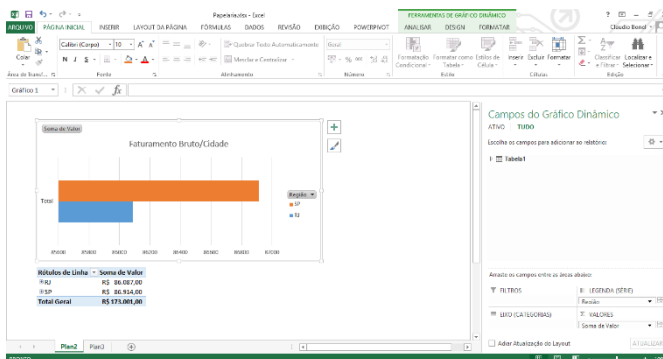 Papelaria.xlsx - Excel
FERRAMENTAS DE GRÁFICO DINÂMICO
ARQUIVO PÁGINA INICIAL INSERIR LAYOUT DA PÁGINA FÓRMULAS DADOS REVISÃO EXIBIÇÃO POWERPIVOT ANALISAR DESIGN FORMATAR
Colar
Calibri (Corpo) 10
N I S
Quebrar Texto Automaticamente
Mesclar e Centralizar
Geral
Formatação Condicional
Formatar como Tabela
Estilos de Célula
Inserir Excluir Formatar
Classificar e Filtrar
Localizar e Selecionar
Fonte Alinhamento Número Estilo Células Edição
Gráfico 1
Soma de Valor
Faturamento Bruto/Cidade
Total
Região
SP
RJ
Rótulos de Linha Soma de Valor
RJ R$ 86.087,00
SP R$ 86.914,00
Total Geral R$ 173.001,00
Plan2 Plan3
Campos do Gráfico Dinâmico
ATIVO TUDO
Escolha os campos para adicionar ao relatório:
Tabela1
Arraste os campos entre as áreas abaixo:
FILTROS LEGENDA (SÉRIE)
Região
EIXO (CATEGORIAS) VALORES
Soma de Valor
Adiar Atualização do Layout ATUALIZAR